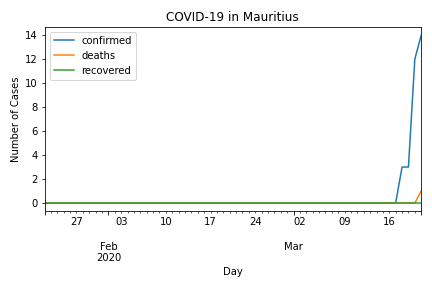 COVID-19 in Mauritius
confirmed
deaths
recovered
Number of Cases
14
12
10
8
6
4
2
0
27 03 10 17 24 02 09 16
Feb Mar
2020
Day